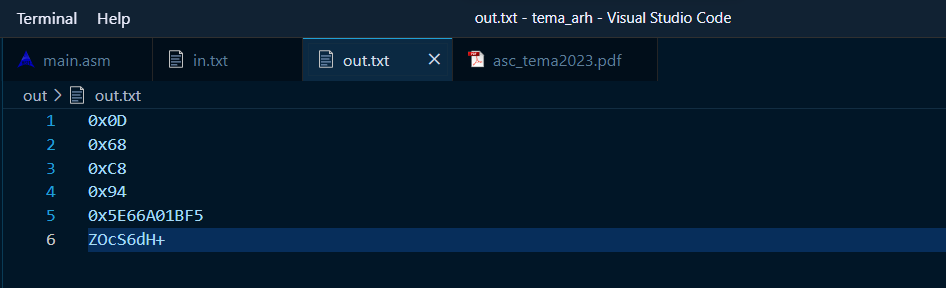 Terminal Help out.txt - tema_arh - Visual Studio Code
main.asm in.txt out.txt asc_tema2023.pdf
out > out.txt
1 0x0D
2 0x68
3 0xC8
4 0x94
5 0x5E66A01BF5
6 ZOcS6dH+